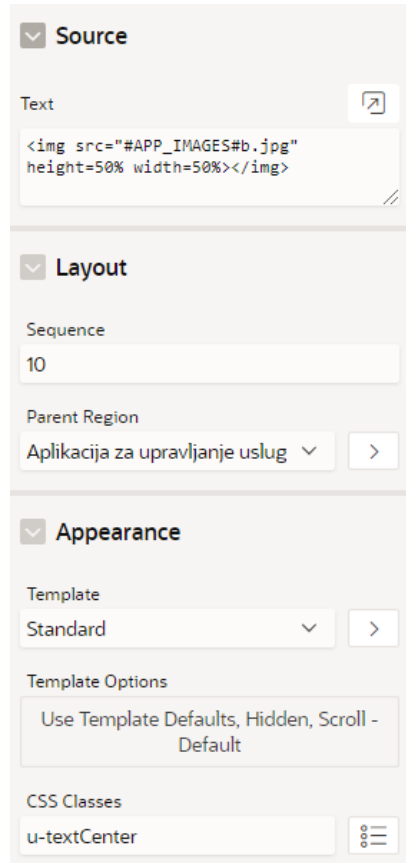 Source
Text
<img src="#APP_IMAGES#b.jpg"
height=50% width=50%></img>
Layout
Sequence
10
Parent Region
Aplikacija za upravljanje uslug
Appearance
Template
Standard
Template Options
Use Template Defaults, Hidden, Scroll -
Default
CSS Classes
u-textCenter